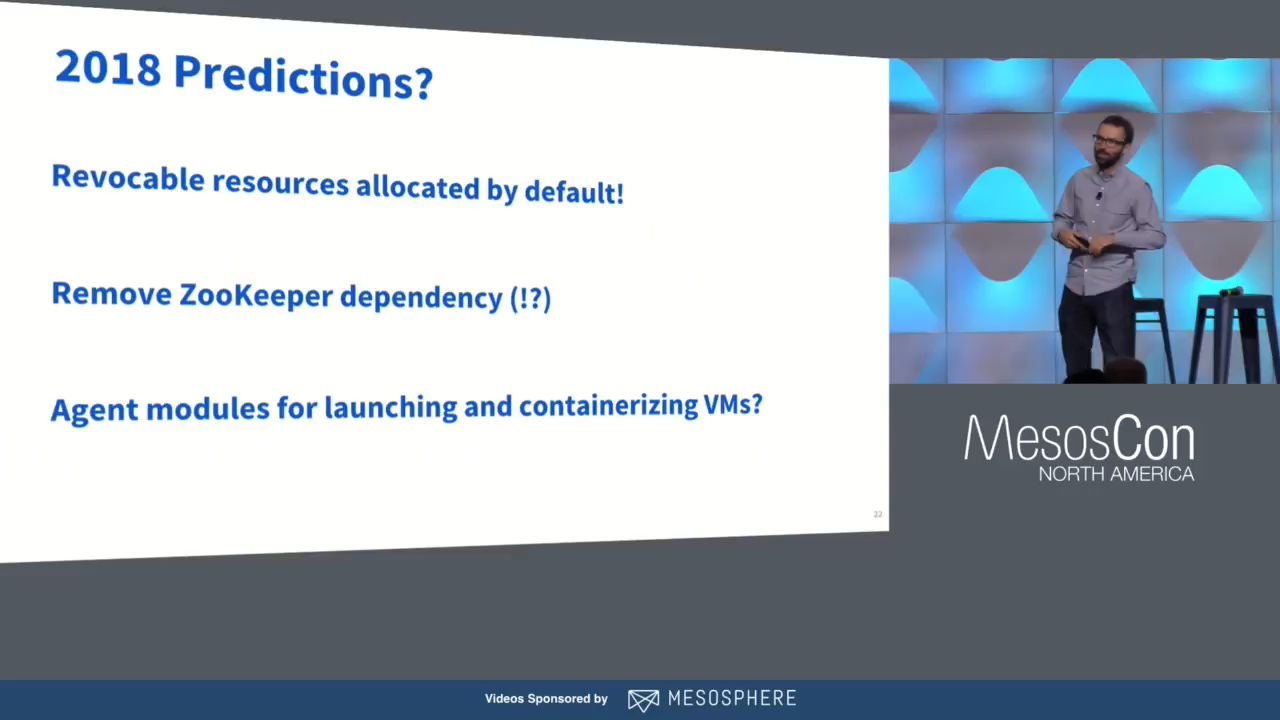 2018 Predictions?
Revocable resources allocated by default!
Remove ZooKeeper dependency (!?)
Agent modules for launching and containerizing VMs?
22
MesosCon
NORTH AMERICA
Videos Sponsored by MESOSPHERE